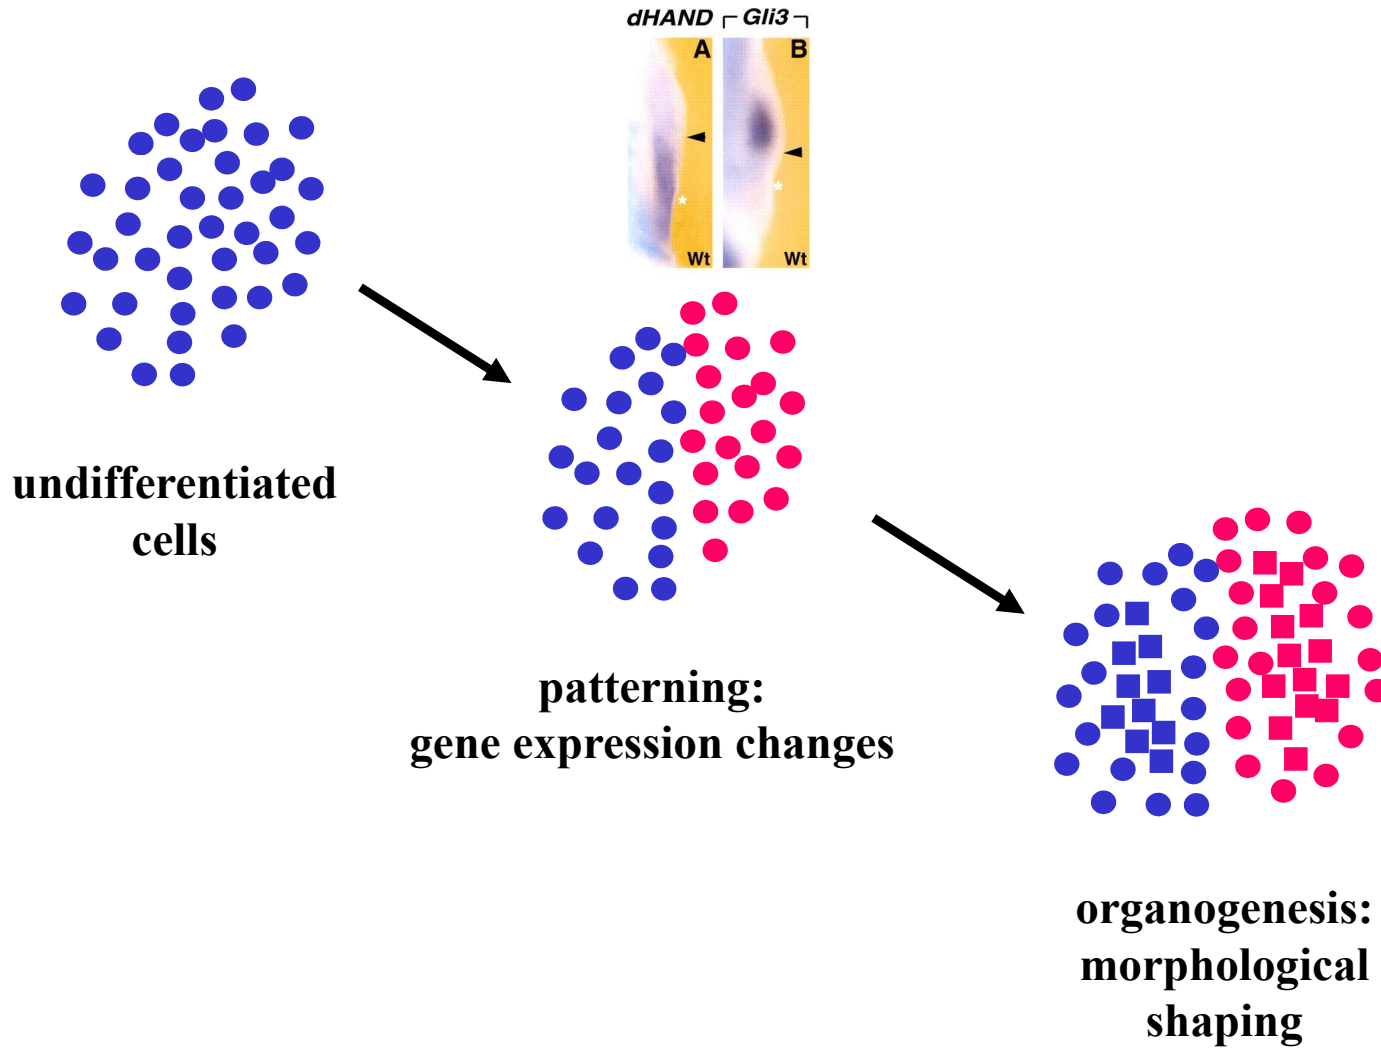 dHAND Gli3
A B
* *
Wt Wt
undifferentiated
cells
patterning:
gene expression changes
organogenesis:
morphological
shaping